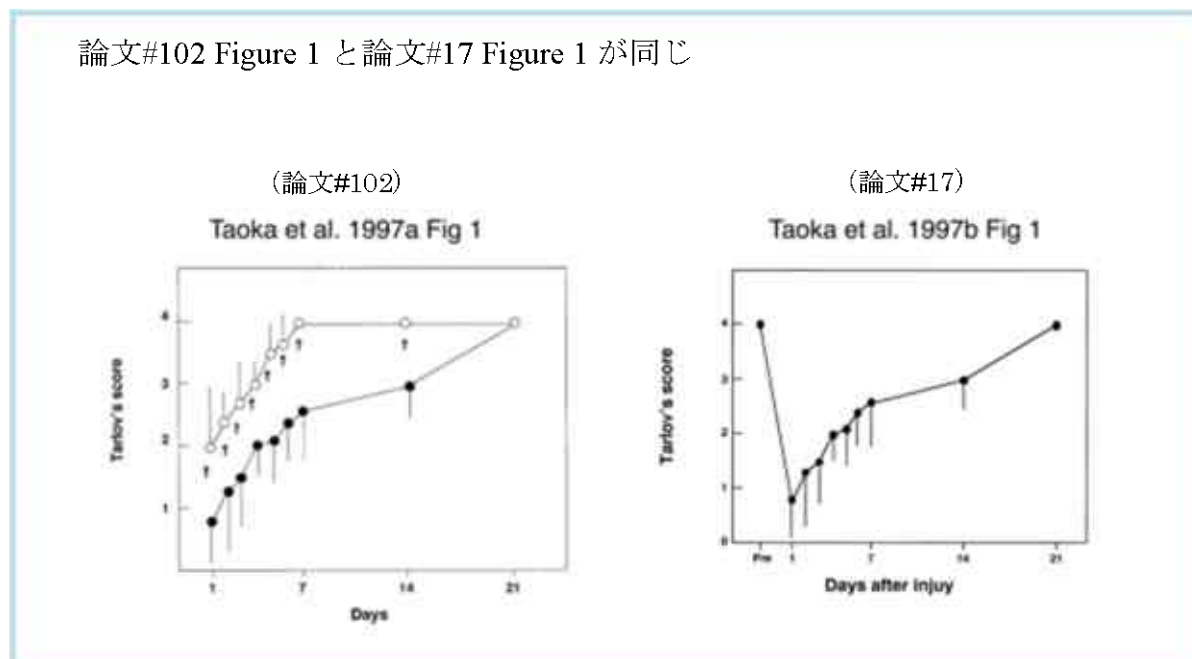 論文#102 Figure 1 と論文#17 Figure 1 が同じ
(論文#102)
Taoka et al. 1997a Fig 1
Tarlov's score
4
3
2
1
† † † † † † † †
1 7 14 21
Days
(論文#17)
Taoka et al. 1997b Fig 1
Tarlov's score
4
3
2
1
0
Pre 1 7 14 21
Days after injuy